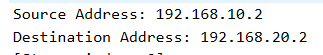 Source Address: 192.168.10.2
Destination Address: 192.168.20.2